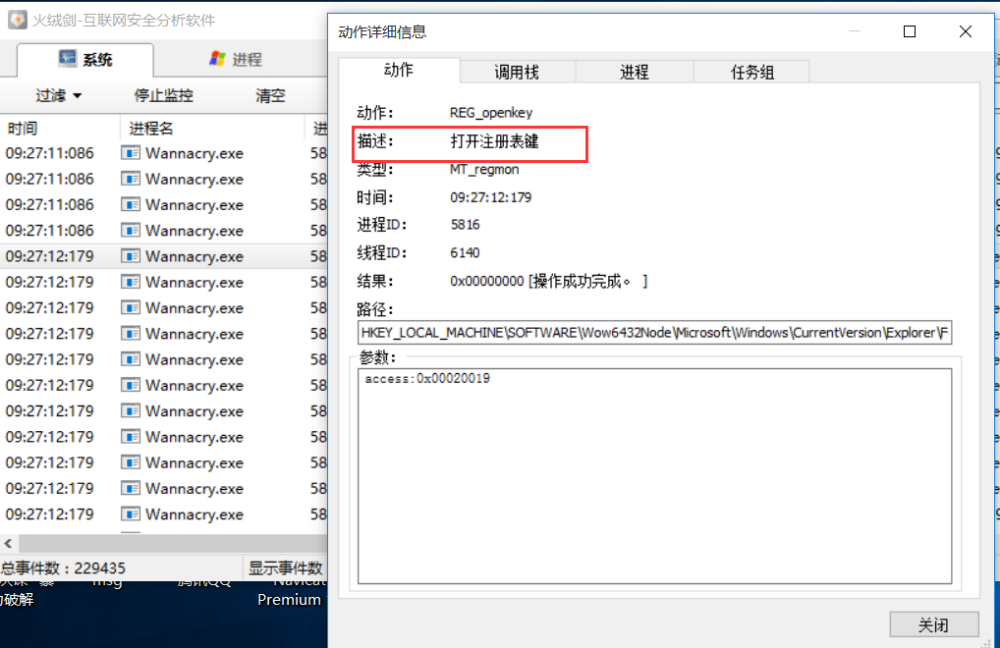 火绒剑-互联网安全分析软件
系统
进程
过滤
停止监控
清空
时间 进程名 进
09:27:11:086 Wannacry.exe 58
09:27:11:086 Wannacry.exe 58
09:27:11:086 Wannacry.exe 58
09:27:11:086 Wannacry.exe 58
09:27:12:179 Wannacry.exe 58
09:27:12:179 Wannacry.exe 58
09:27:12:179 Wannacry.exe 58
09:27:12:179 Wannacry.exe 58
09:27:12:179 Wannacry.exe 58
09:27:12:179 Wannacry.exe 58
09:27:12:179 Wannacry.exe 58
09:27:12:179 Wannacry.exe 58
09:27:12:179 Wannacry.exe 58
09:27:12:179 Wannacry.exe 58
09:27:12:179 Wannacry.exe 58
总事件数：229435
显示事件数
msg
腾讯QQ
Navicat
Premium
破解
动作详细信息
动作
调用栈
进程
任务组
动作： REG_openkey
描述： 打开注册表键
类型： MT_regmon
时间： 09:27:12:179
进程ID： 5816
线程ID： 6140
结果： 0x00000000 [操作成功完成。 ]
路径：
HKEY_LOCAL_MACHINE\SOFTWARE\Wow6432Node\Microsoft\Windows\CurrentVersion\Explorer\F
参数：
access:0x00020019
关闭